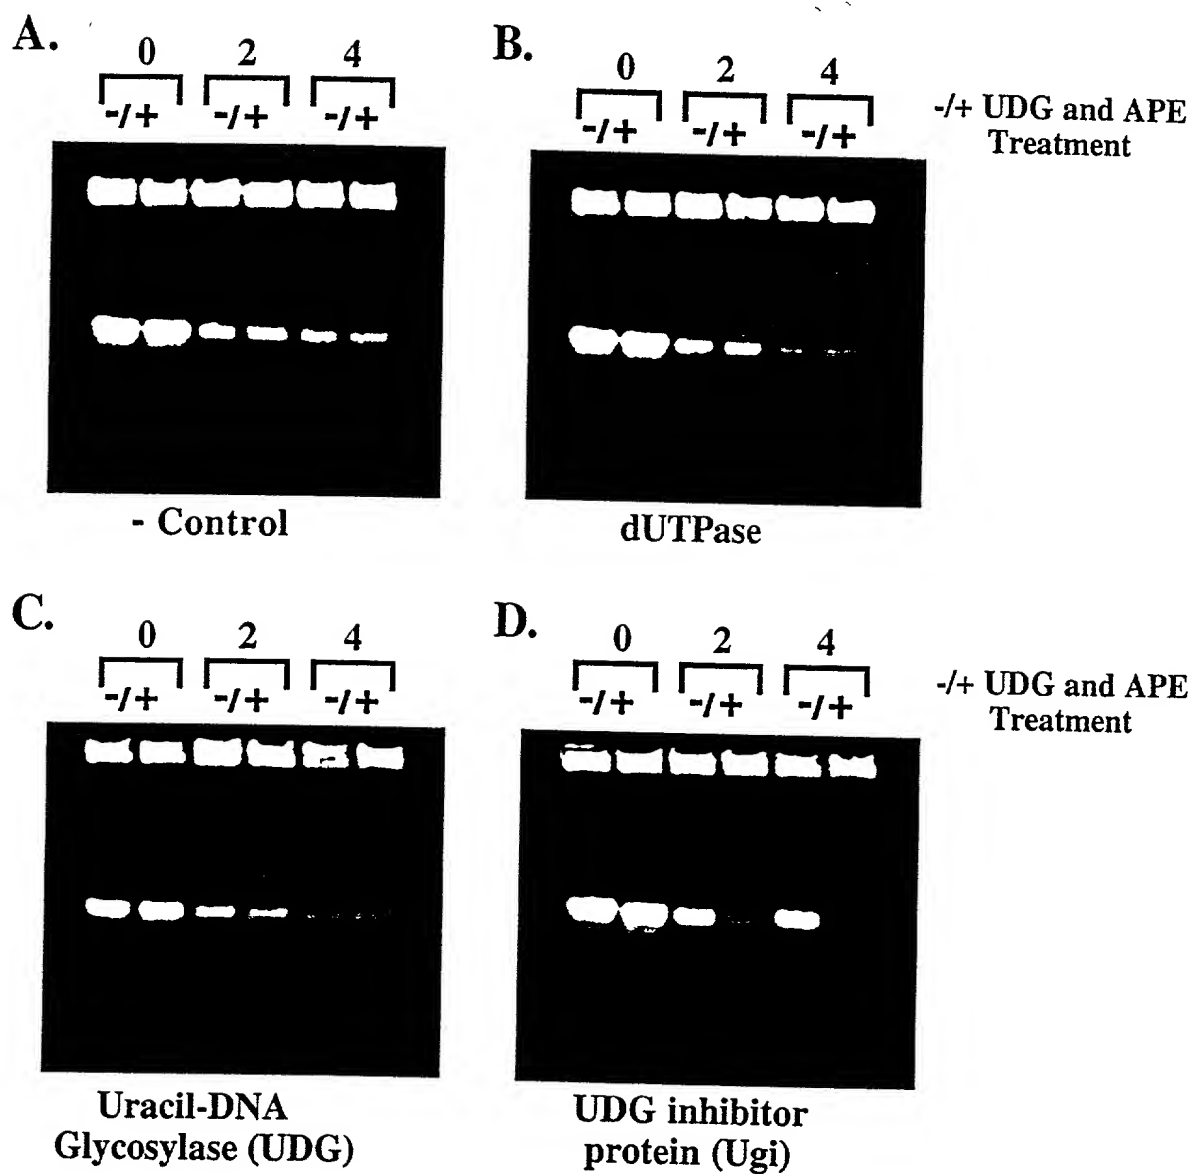 A.
0 2 4
-/+ -/+ -/+
- Control
B.
0 2 4
-/+ -/+ -/+
-/+ UDG and APE
Treatment
dUTPase
C.
0 2 4
-/+ -/+ -/+
Uracil-DNA
Glycosylase (UDG)
D.
0 2 4
-/+ -/+ -/+
-/+ UDG and APE
Treatment
UDG inhibitor
protein (Ugi)